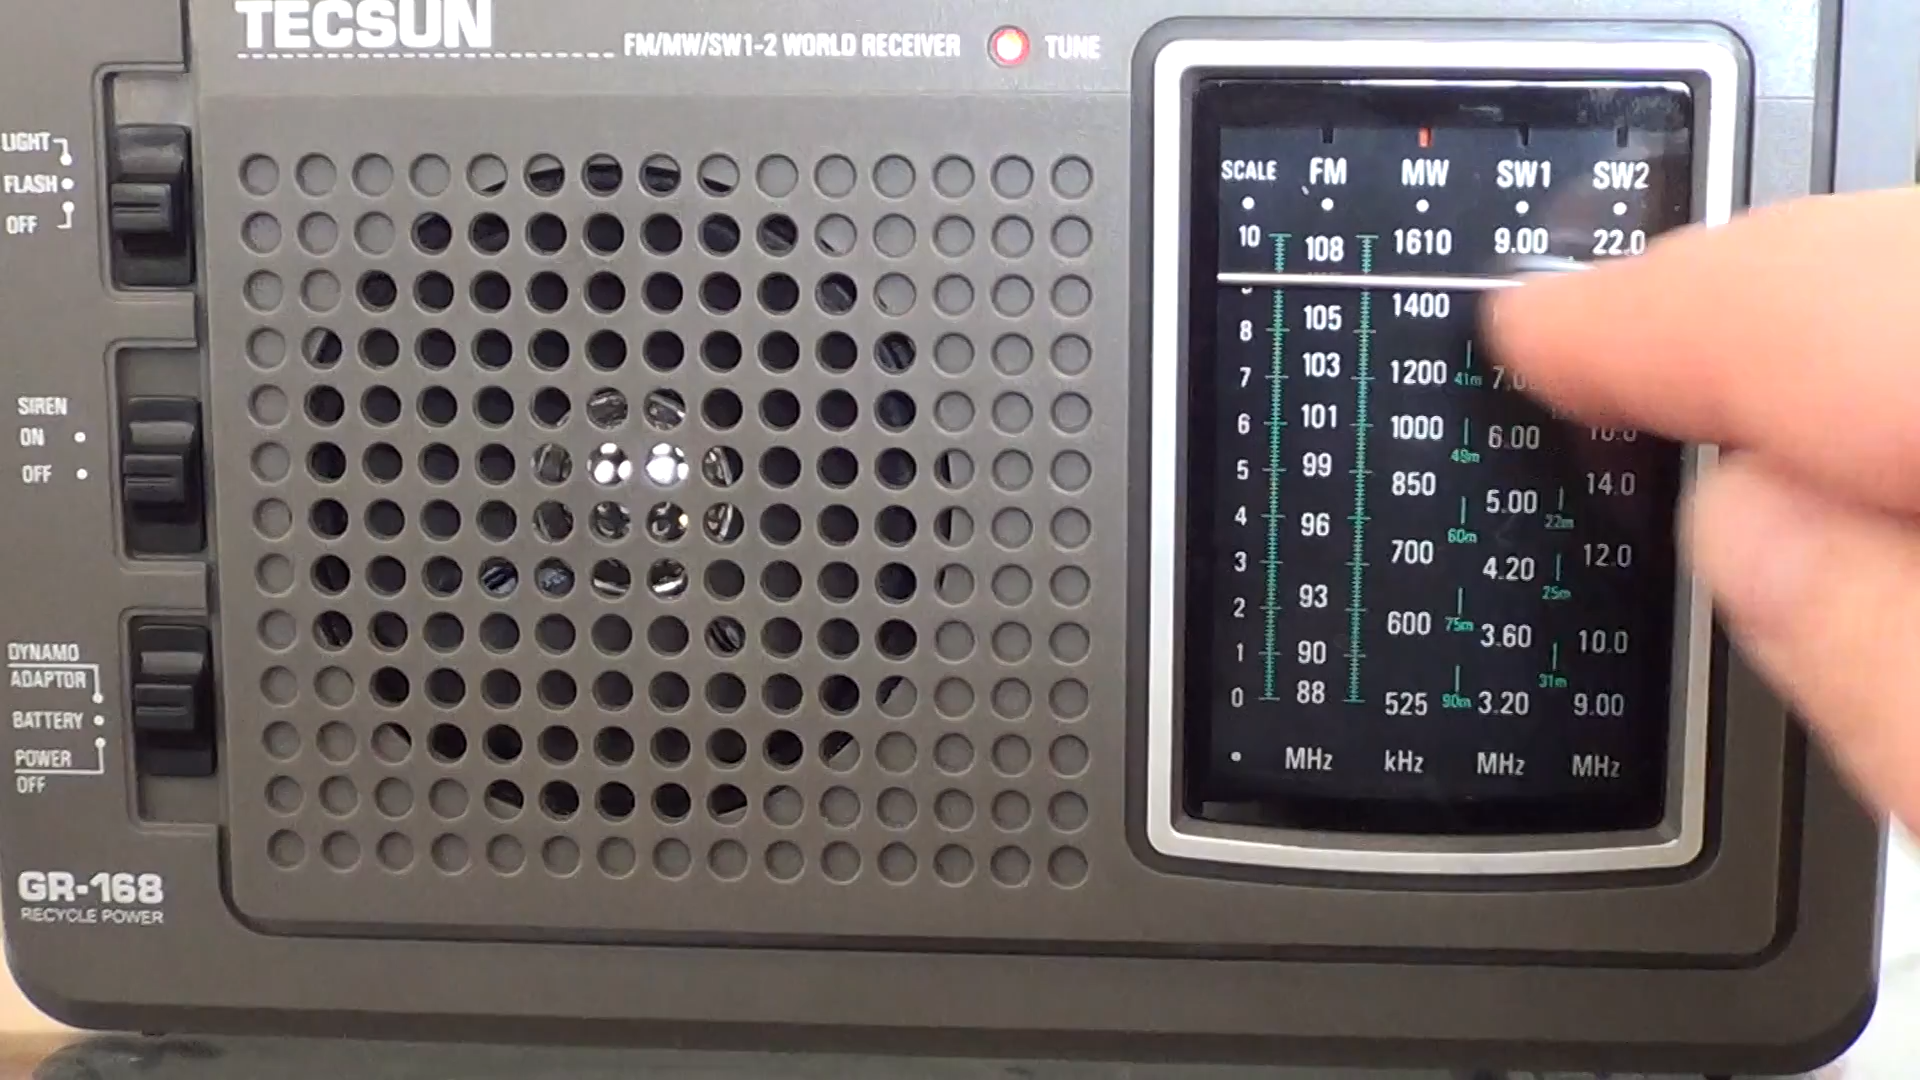 TECSUN
FM/MW/SW1-2 WORLD RECEIVER TUNE
LIGHT
FLASH
OFF
SIREN
ON
OFF
DYNAMO
ADAPTOR
BATTERY
POWER
OFF
GR-168
RECYCLE POWER
SCALE FM MW SW1 SW2
10 108 1610 9.00 22.0
1400
8 105
7 103 1200 41m
6 101 1000 49m 6.00
5 99 850 5.00 14.0
4 96 60m 22m
3 700 4.20 12.0
25m
2 93 600 75m 3.60 10.0
1 90 31m
0 88 525 90m 3.20 9.00
MHz kHz MHz MHz